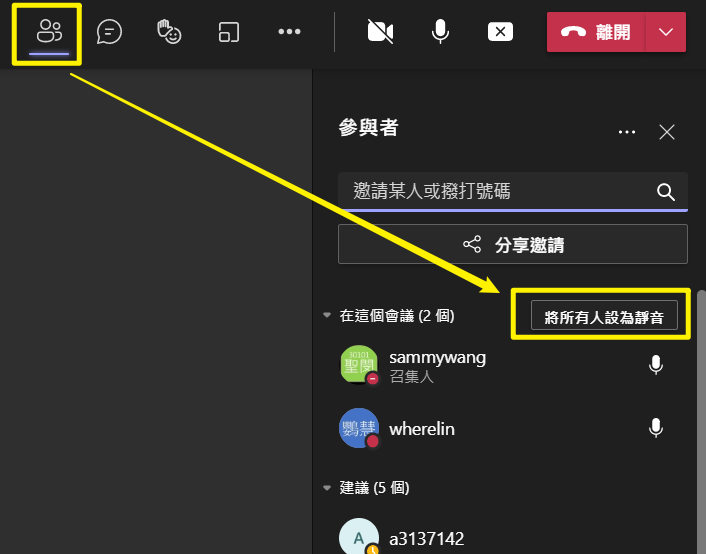 離開
參與者
邀請某人或撥打號碼
分享邀請
在這個會議 (2 個)
將所有人設為靜音
30101
聖閔
sammywang
召集人
鸚慧
wherelin
建議 (5 個)
A
a3137142